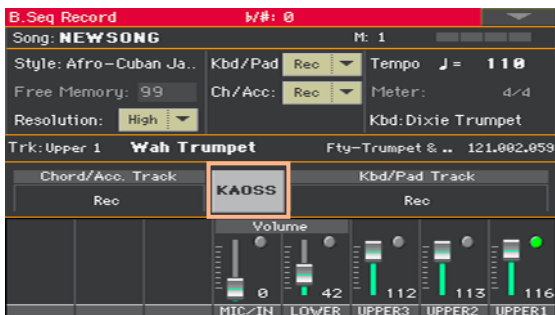 B.Seq Record ♭/#: 0
Song: NEWSONG M: 1
Style: Afro-Cuban Ja.. Kbd/Pad Rec Tempo ♩= 110
Free Memory: 99 Ch/Acc: Rec Meter: 4/4
Resolution: High Kbd: Dixie Trumpet
Trk: Upper 1 Wah Trumpet Fty-Trumpet & .. 121.002.059
Chord/Acc. Track KAOSS Kbd/Pad Track
Rec Rec
Volume
0 42 112 113 116
MIC/IN LOWER UPPER3 UPPER2 UPPER1